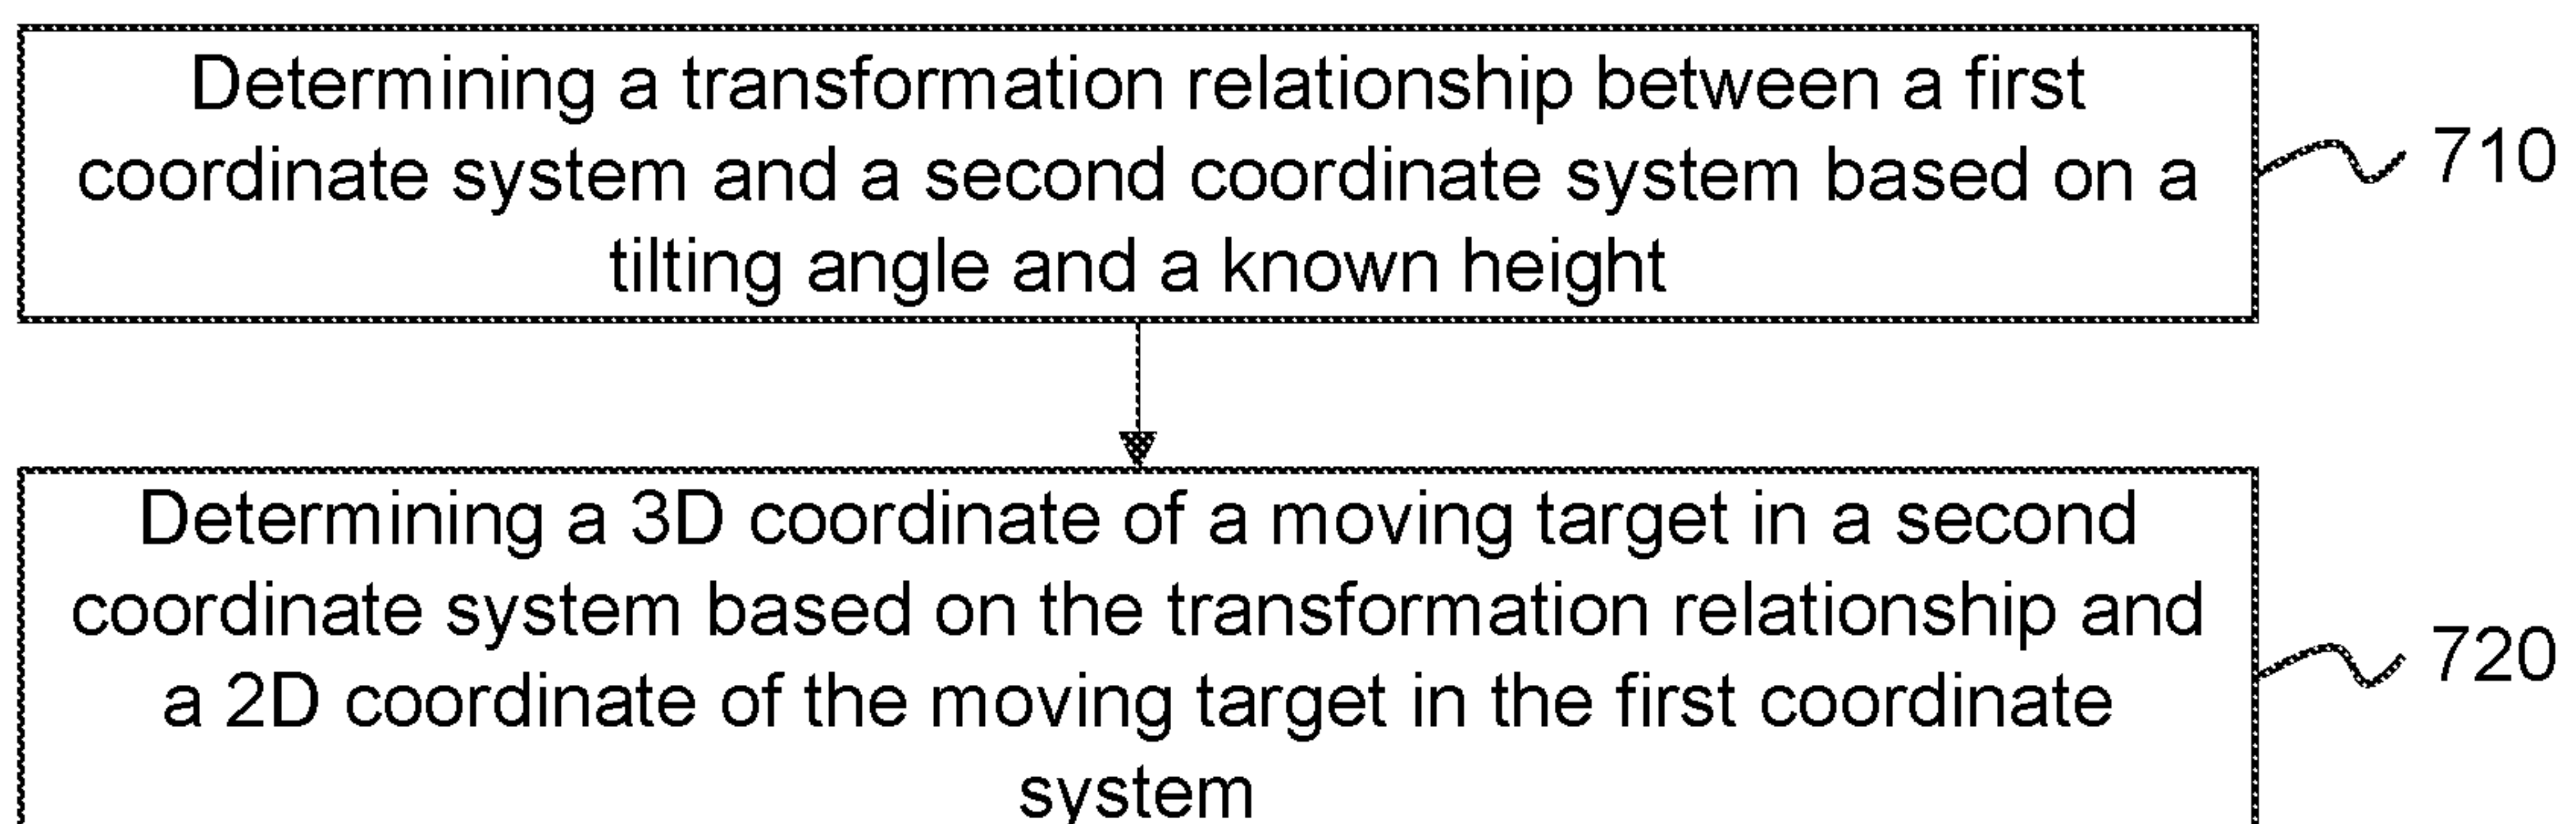 Determining a transformation relationship between a first
coordinate system and a second coordinate system based on a
tilting angle and a known height
710
Determining a 3D coordinate of a moving target in a second
coordinate system based on the transformation relationship and
a 2D coordinate of the moving target in the first coordinate
system
720